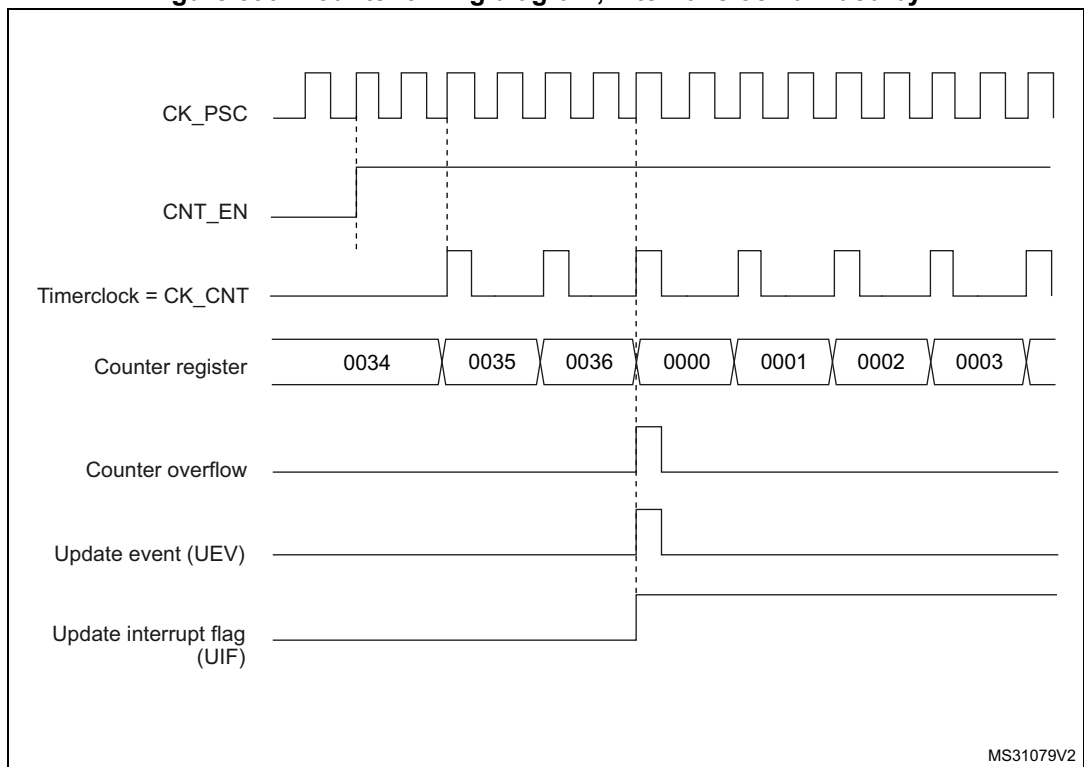 CK_PSC
CNT_EN
Timerclock = CK_CNT
Counter register
0034 0035 0036 0000 0001 0002 0003
Counter overflow
Update event (UEV)
Update interrupt flag
(UIF)
MS31079V2